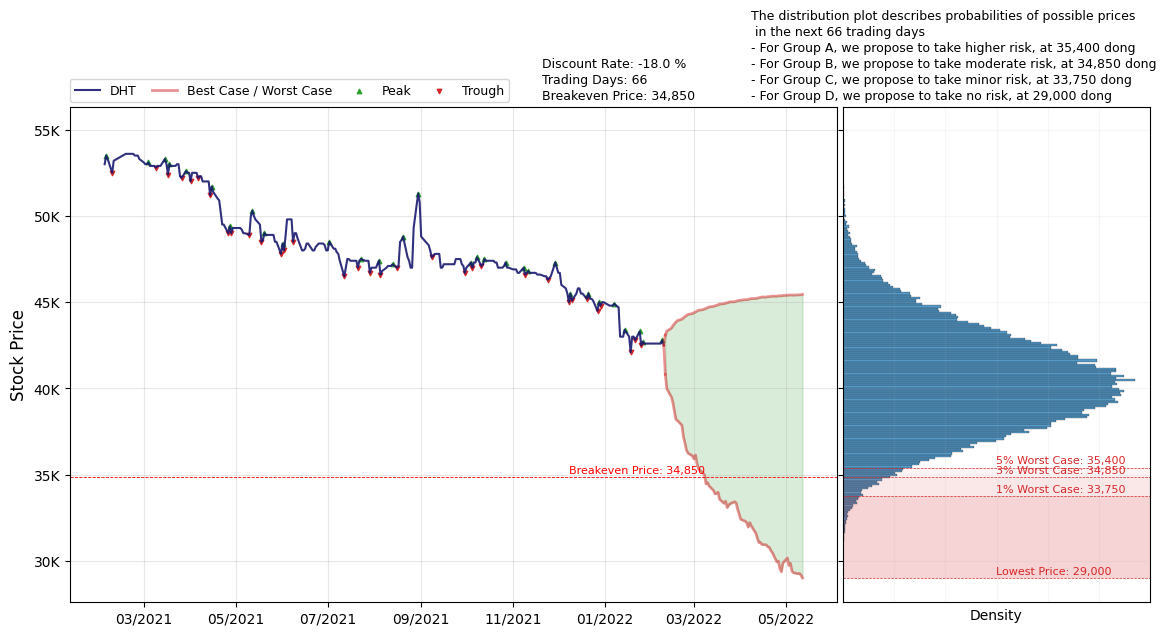 The distribution plot describes probabilities of possible prices
in the next 66 trading days
- For Group A, we propose to take higher risk, at 35,400 dong
- For Group B, we propose to take moderate risk, at 34,850 dong
- For Group C, we propose to take minor risk, at 33,750 dong
- For Group D, we propose to take no risk, at 29,000 dong
Discount Rate: -18.0 %
Trading Days: 66
Breakeven Price: 34,850
DHT Best Case / Worst Case Peak Trough
Stock Price
55K
50K
45K
40K
35K
30K
Breakeven Price: 34,850
03/2021 05/2021 07/2021 09/2021 11/2021 01/2022 03/2022 05/2022
5% Worst Case: 35,400
3% Worst Case: 34,850
1% Worst Case: 33,750
Lowest Price: 29,000
Density